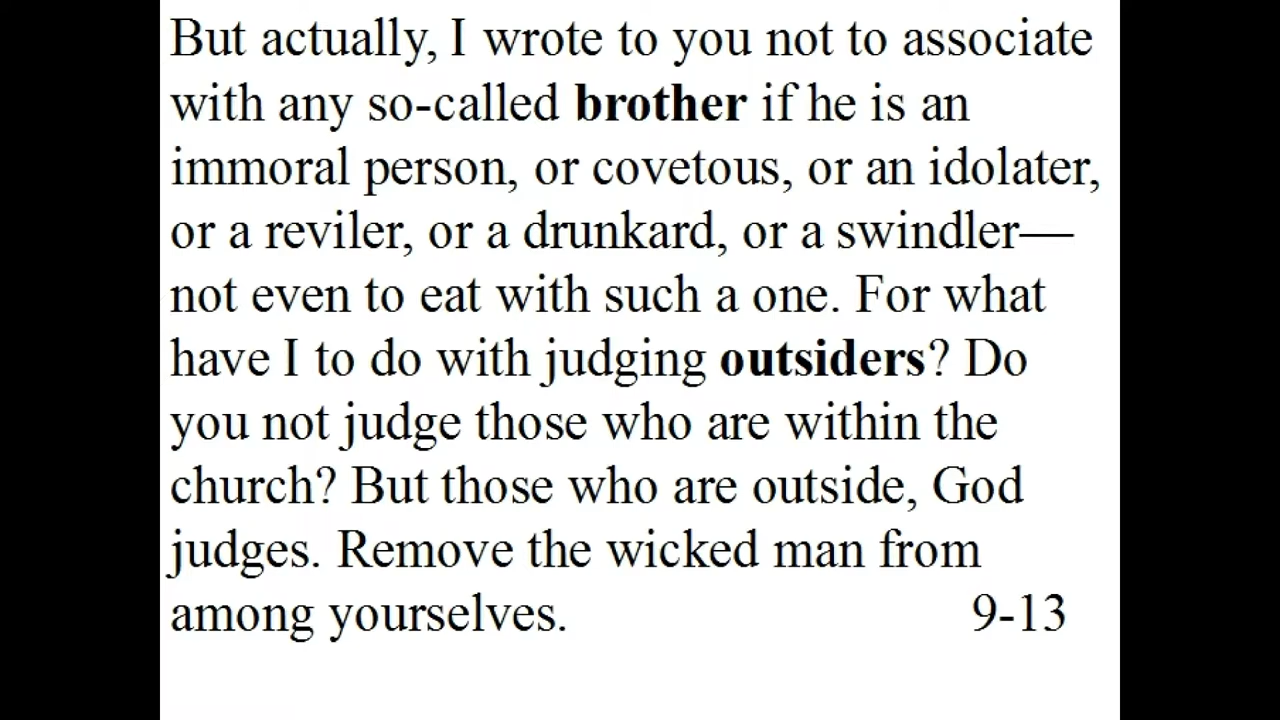 But actually, I wrote to you not to associate
with any so-called brother if he is an
immoral person, or covetous, or an idolater,
or a reviler, or a drunkard, or a swindler—
not even to eat with such a one. For what
have I to do with judging outsiders? Do
you not judge those who are within the
church? But those who are outside, God
judges. Remove the wicked man from
among yourselves. 9-13